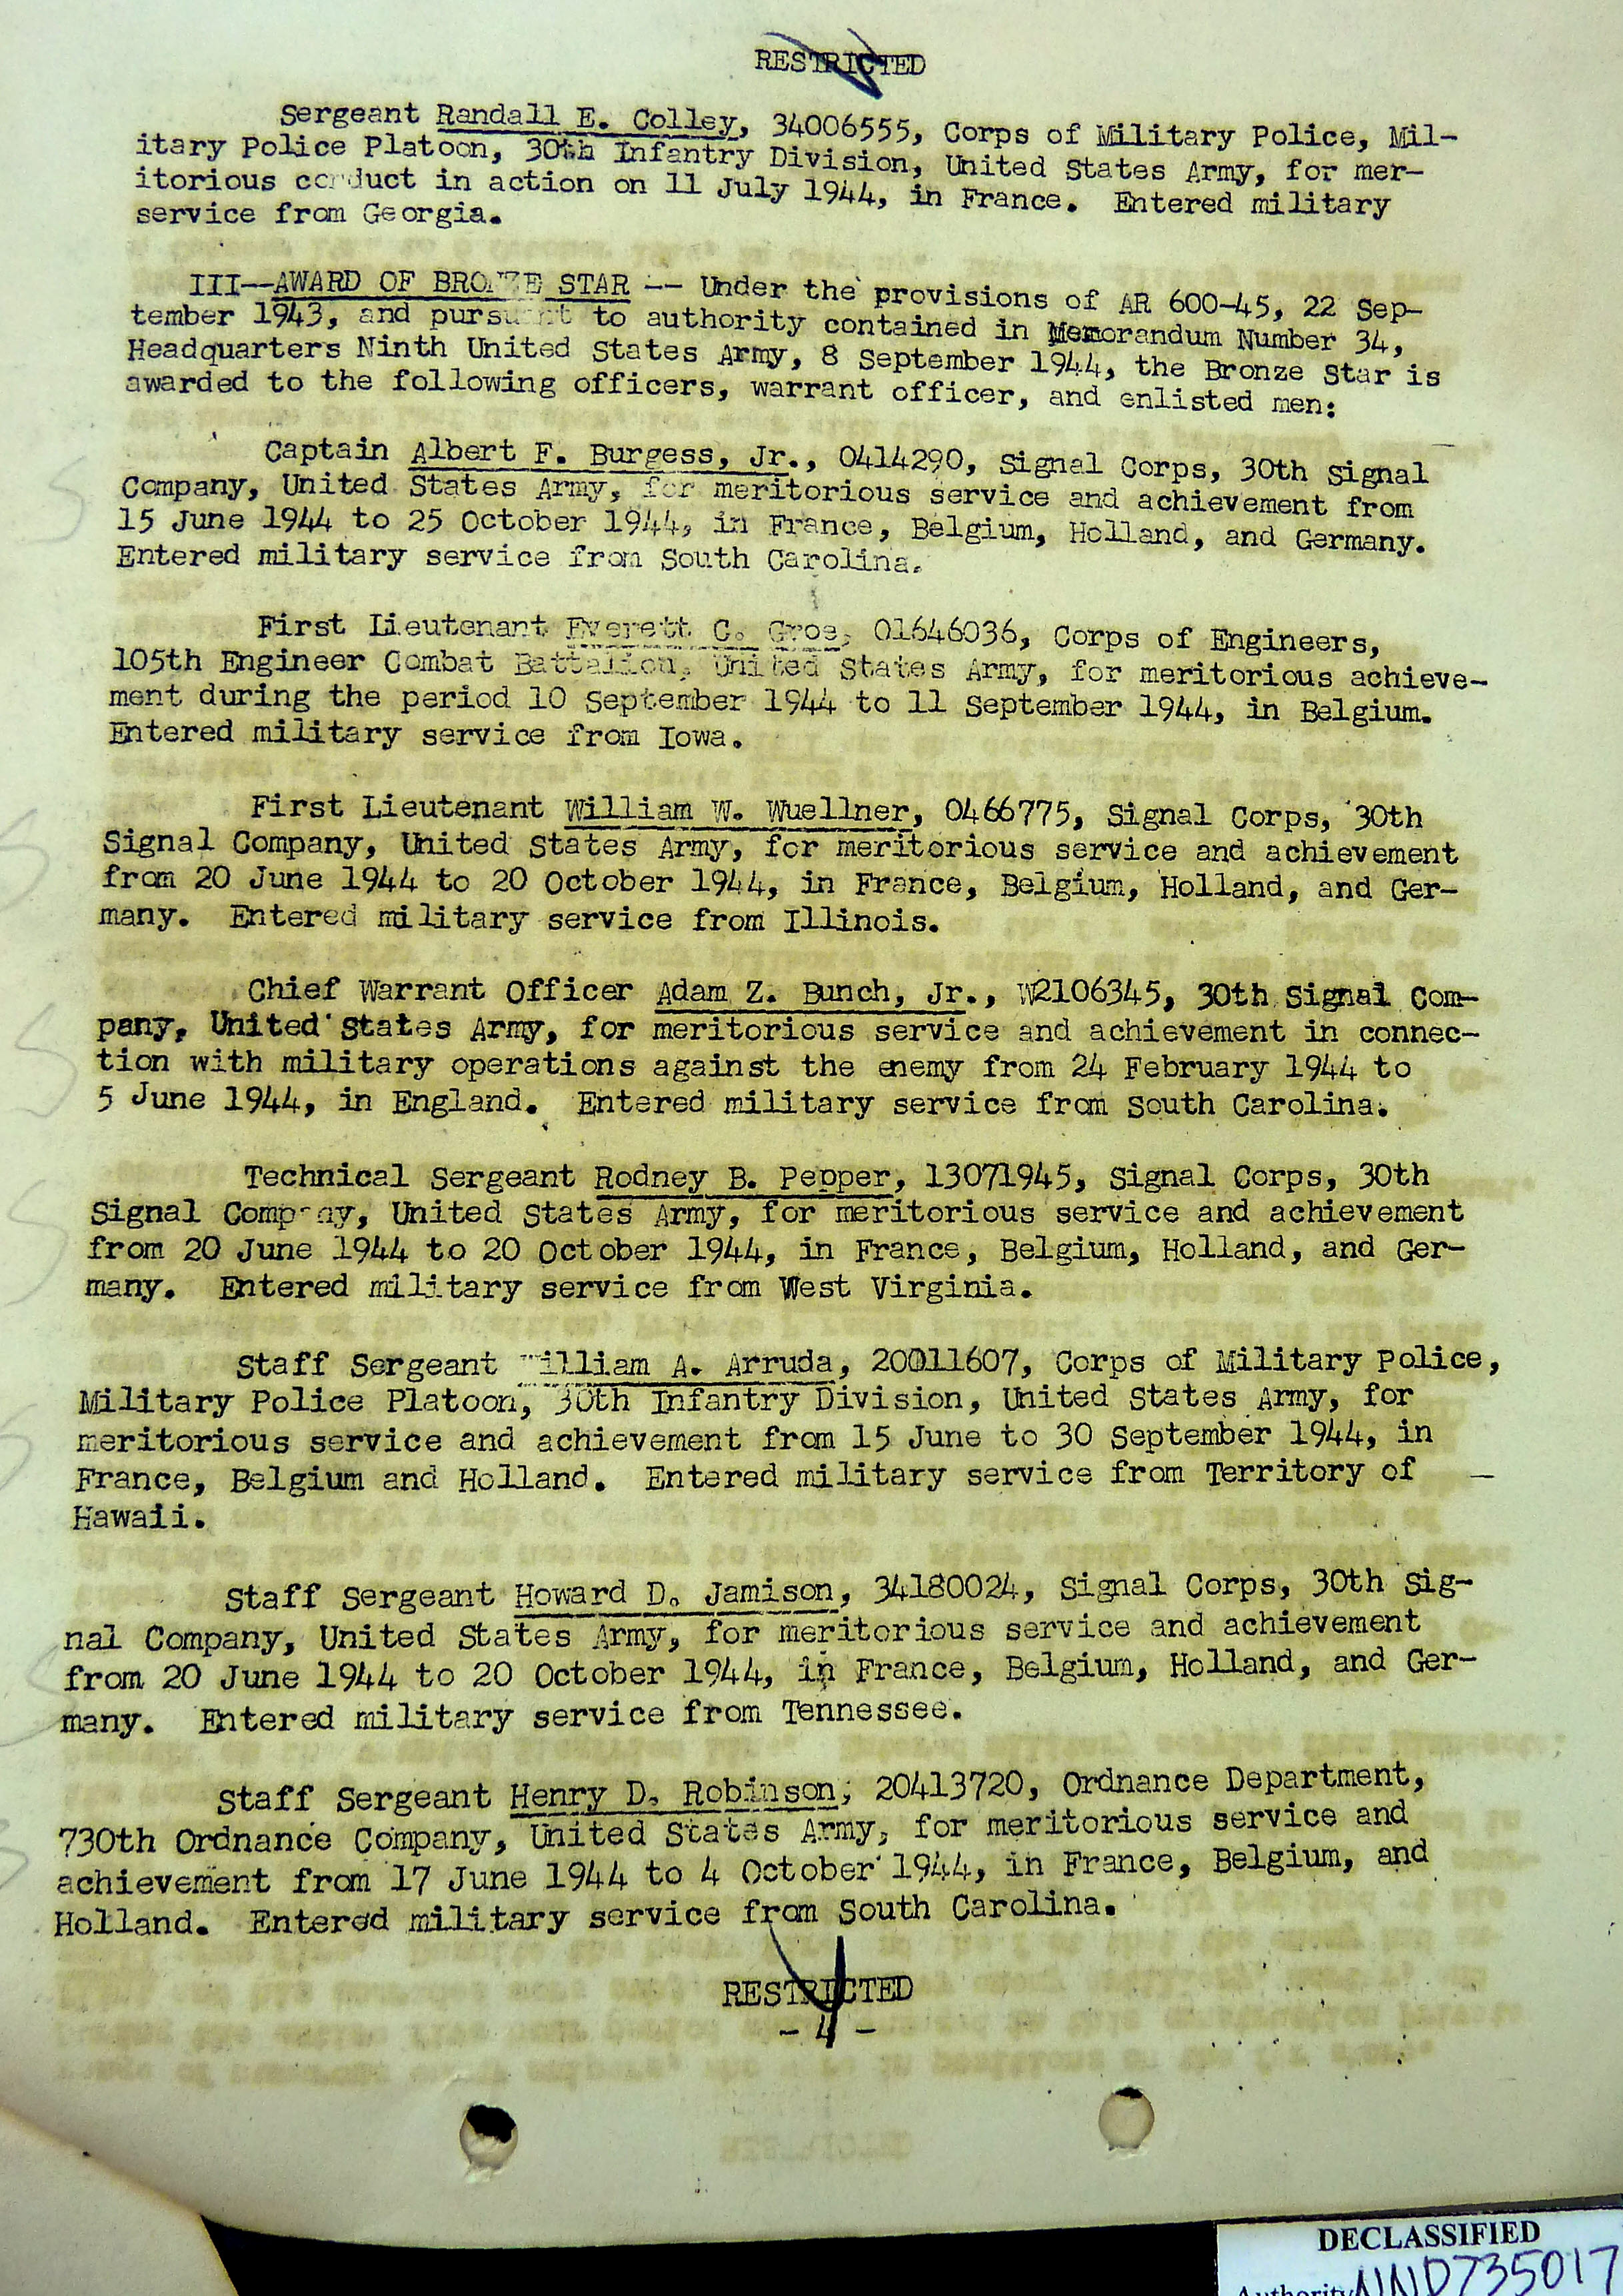 RESTRICTED
Sergeant Randall E. Colley, 34006555, Corps of Military Police, Mil-
itary Police Platoon, 30th Infantry Division, United States Army, for mer-
itorious conduct in action on 11 July 1944, in France. Entered military
service from Georgia.
III--AWARD OF BRONZE STAR -- Under the provisions of AR 600-45, 22 Sep-
tember 1943, and pursuant to authority contained in Memorandum Number 34,
Headquarters Ninth United States Army, 8 September 1944, the Bronze Star is
awarded to the following officers, warrant officer, and enlisted men:
Captain Albert F. Burgess, Jr., 0414290, Signal Corps, 30th Signal
Company, United States Army, for meritorious service and achievement from
15 June 1944 to 25 October 1944, in France, Belgium, Holland, and Germany.
Entered military service from South Carolina.
First Lieutenant Everett C. Gros, 01646036, Corps of Engineers,
105th Engineer Combat Battalion, United States Army, for meritorious achieve-
ment during the period 10 September 1944 to 11 September 1944, in Belgium.
Entered military service from Iowa.
First Lieutenant William W. Wuellner, 0466775, Signal Corps, 30th
Signal Company, United States Army, for meritorious service and achievement
from 20 June 1944 to 20 October 1944, in France, Belgium, Holland, and Ger-
many. Entered military service from Illinois.
Chief Warrant Officer Adam Z. Bunch, Jr., W2106345, 30th Signal Com-
pany, United States Army, for meritorious service and achievement in connec-
tion with military operations against the enemy from 24 February 1944 to
5 June 1944, in England. Entered military service from South Carolina.
Technical Sergeant Rodney B. Pepper, 13071945, Signal Corps, 30th
Signal Company, United States Army, for meritorious service and achievement
from 20 June 1944 to 20 October 1944, in France, Belgium, Holland, and Ger-
many. Entered military service from West Virginia.
Staff Sergeant William A. Arruda, 20011607, Corps of Military Police,
Military Police Platoon, 30th Infantry Division, United States Army, for
meritorious service and achievement from 15 June to 30 September 1944, in
France, Belgium and Holland. Entered military service from Territory of
Hawaii.
Staff Sergeant Howard D. Jamison, 34180024, Signal Corps, 30th Sig-
nal Company, United States Army, for meritorious service and achievement
from 20 June 1944 to 20 October 1944, in France, Belgium, Holland, and Ger-
many. Entered military service from Tennessee.
Staff Sergeant Henry D. Robinson, 20413720, Ordnance Department,
730th Ordnance Company, United States Army, for meritorious service and
achievement from 17 June 1944 to 4 October 1944, in France, Belgium, and
Holland. Entered military service from South Carolina.
RESTRICTED
- 4 -
DECLASSIFIED
Authority NND735017